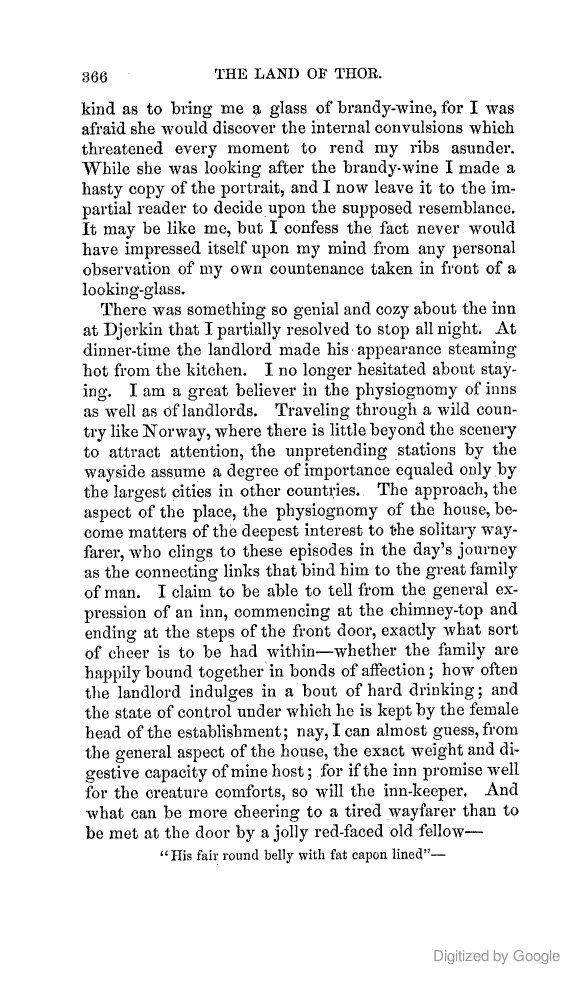 366 THE LAND OF THOR.
kind as to bring me a glass of brandy-wine, for I was
afraid she would discover the internal convulsions which
threatened every moment to rend my ribs asunder.
While she was looking after the brandy-wine I made a
hasty copy of the portrait, and I now leave it to the im-
partial reader to decide upon the supposed resemblance.
It may be like me, but I confess the fact never would
have impressed itself upon my mind from any personal
observation of my own countenance taken in front of a
looking-glass.
There was something so genial and cozy about the inn
at Djerkin that I partially resolved to stop all night. At
dinner-time the landlord made his appearance steaming
hot from the kitchen. I no longer hesitated about stay-
ing. I am a great believer in the physiognomy of inns
as well as of landlords. Traveling through a wild coun-
try like Norway, where there is little beyond the scenery
to attract attention, the unpretending stations by the
wayside assume a degree of importance equaled only by
the largest cities in other countries. The approach, the
aspect of the place, the physiognomy of the house, be-
come matters of the deepest interest to the solitary way-
farer, who clings to these episodes in the day's journey
as the connecting links that bind him to the great family
of man. I claim to be able to tell from the general ex-
pression of an inn, commencing at the chimney-top and
ending at the steps of the front door, exactly what sort
of cheer is to be had within—whether the family are
happily bound together in bonds of affection; how often
the landlord indulges in a bout of hard drinking; and
the state of control under which he is kept by the female
head of the establishment; nay, I can almost guess, from
the general aspect of the house, the exact weight and di-
gestive capacity of mine host; for if the inn promise well
for the creature comforts, so will the inn-keeper. And
what can be more cheering to a tired wayfarer than to
be met at the door by a jolly red-faced old fellow—
"His fair round belly with fat capon lined"—
Digitized by Google